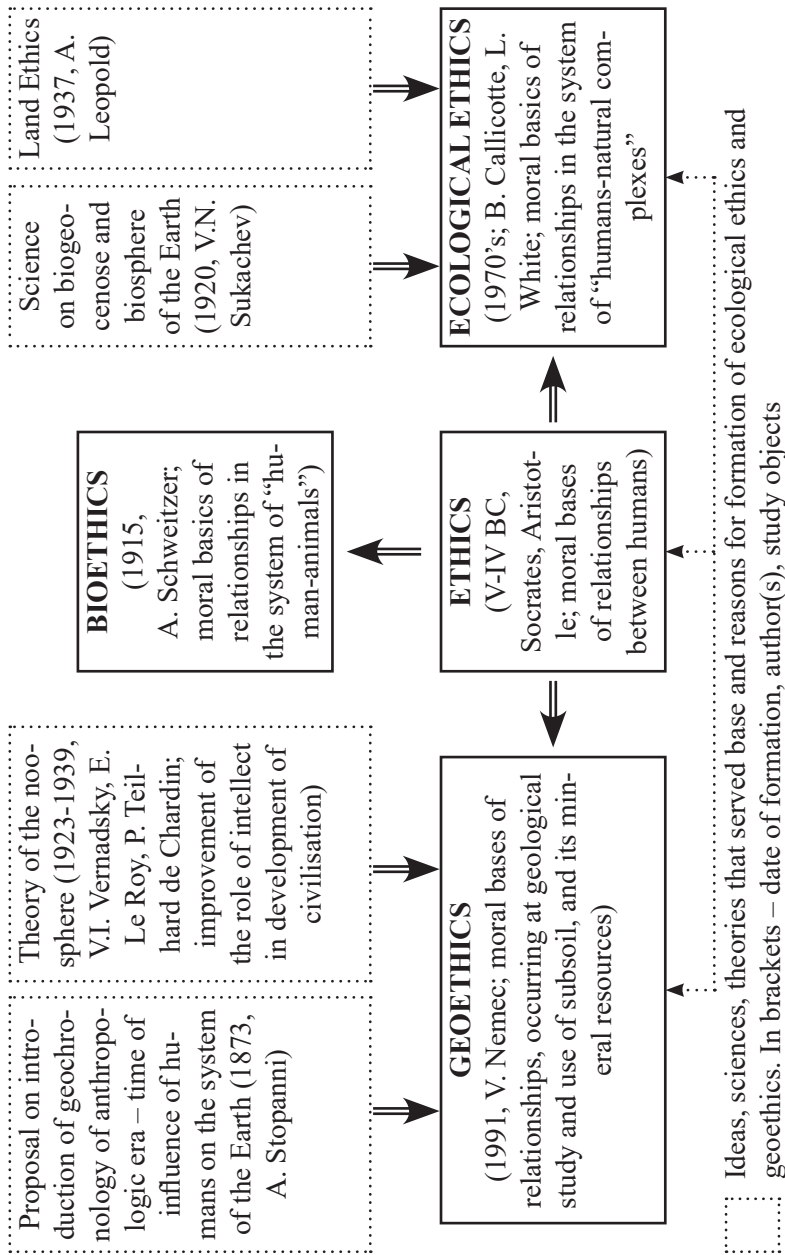 Proposal on intro-
duction of geochro-
nology of anthropo-
logic era – time of
influence of hu-
mans on the system
of the Earth (1873,
A. Stopanni)
Theory of the noo-
sphere (1923-1939,
V.I. Vernadsky, E.
Le Roy, P. Teil-
hard de Chardin;
improvement of
the role of intellect
in development of
civilisation)
BIOETHICS
(1915,
A. Schweitzer;
moral basics of
relationships in
the system of “hu-
man-animals”)
Science
on biogeo-
cenose and
biosphere
of the Earth
(1920, V.N.
Sukachev)
Land Ethics
(1937, A.
Leopold)
GEOETHICS
(1991, V. Nemec; moral bases of
relationships, occurring at geological
study and use of subsoil, and its min-
eral resources)
ETHICS
(V-IV BC,
Socrates, Aristot-
le; moral bases
of relationships
between humans)
ECOLOGICAL ETHICS
(1970’s; B. Callicotte, L.
White; moral basics of
relationships in the system
of “humans-natural com-
plexes”
Ideas, sciences, theories that served base and reasons for formation of ecological ethics and
geoethics. In brackets – date of formation, author(s), study objects